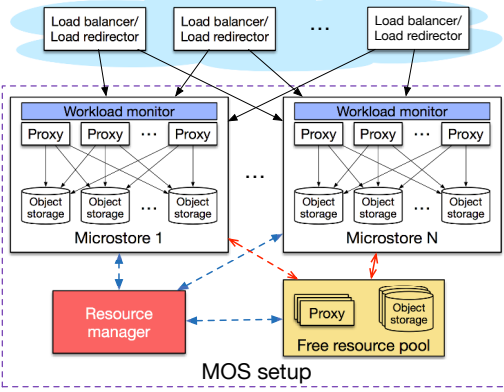 Load balancer/
Load redirector
Load balancer/
Load redirector
...
Load balancer/
Load redirector
Workload monitor
Proxy
Proxy
...
Proxy
Object
storage
Object
storage
...
Object
storage
Microstore 1
...
Workload monitor
Proxy
Proxy
...
Proxy
Object
storage
Object
storage
...
Object
storage
Microstore N
Resource
manager
Proxy
Object
storage
Free resource pool
MOS setup